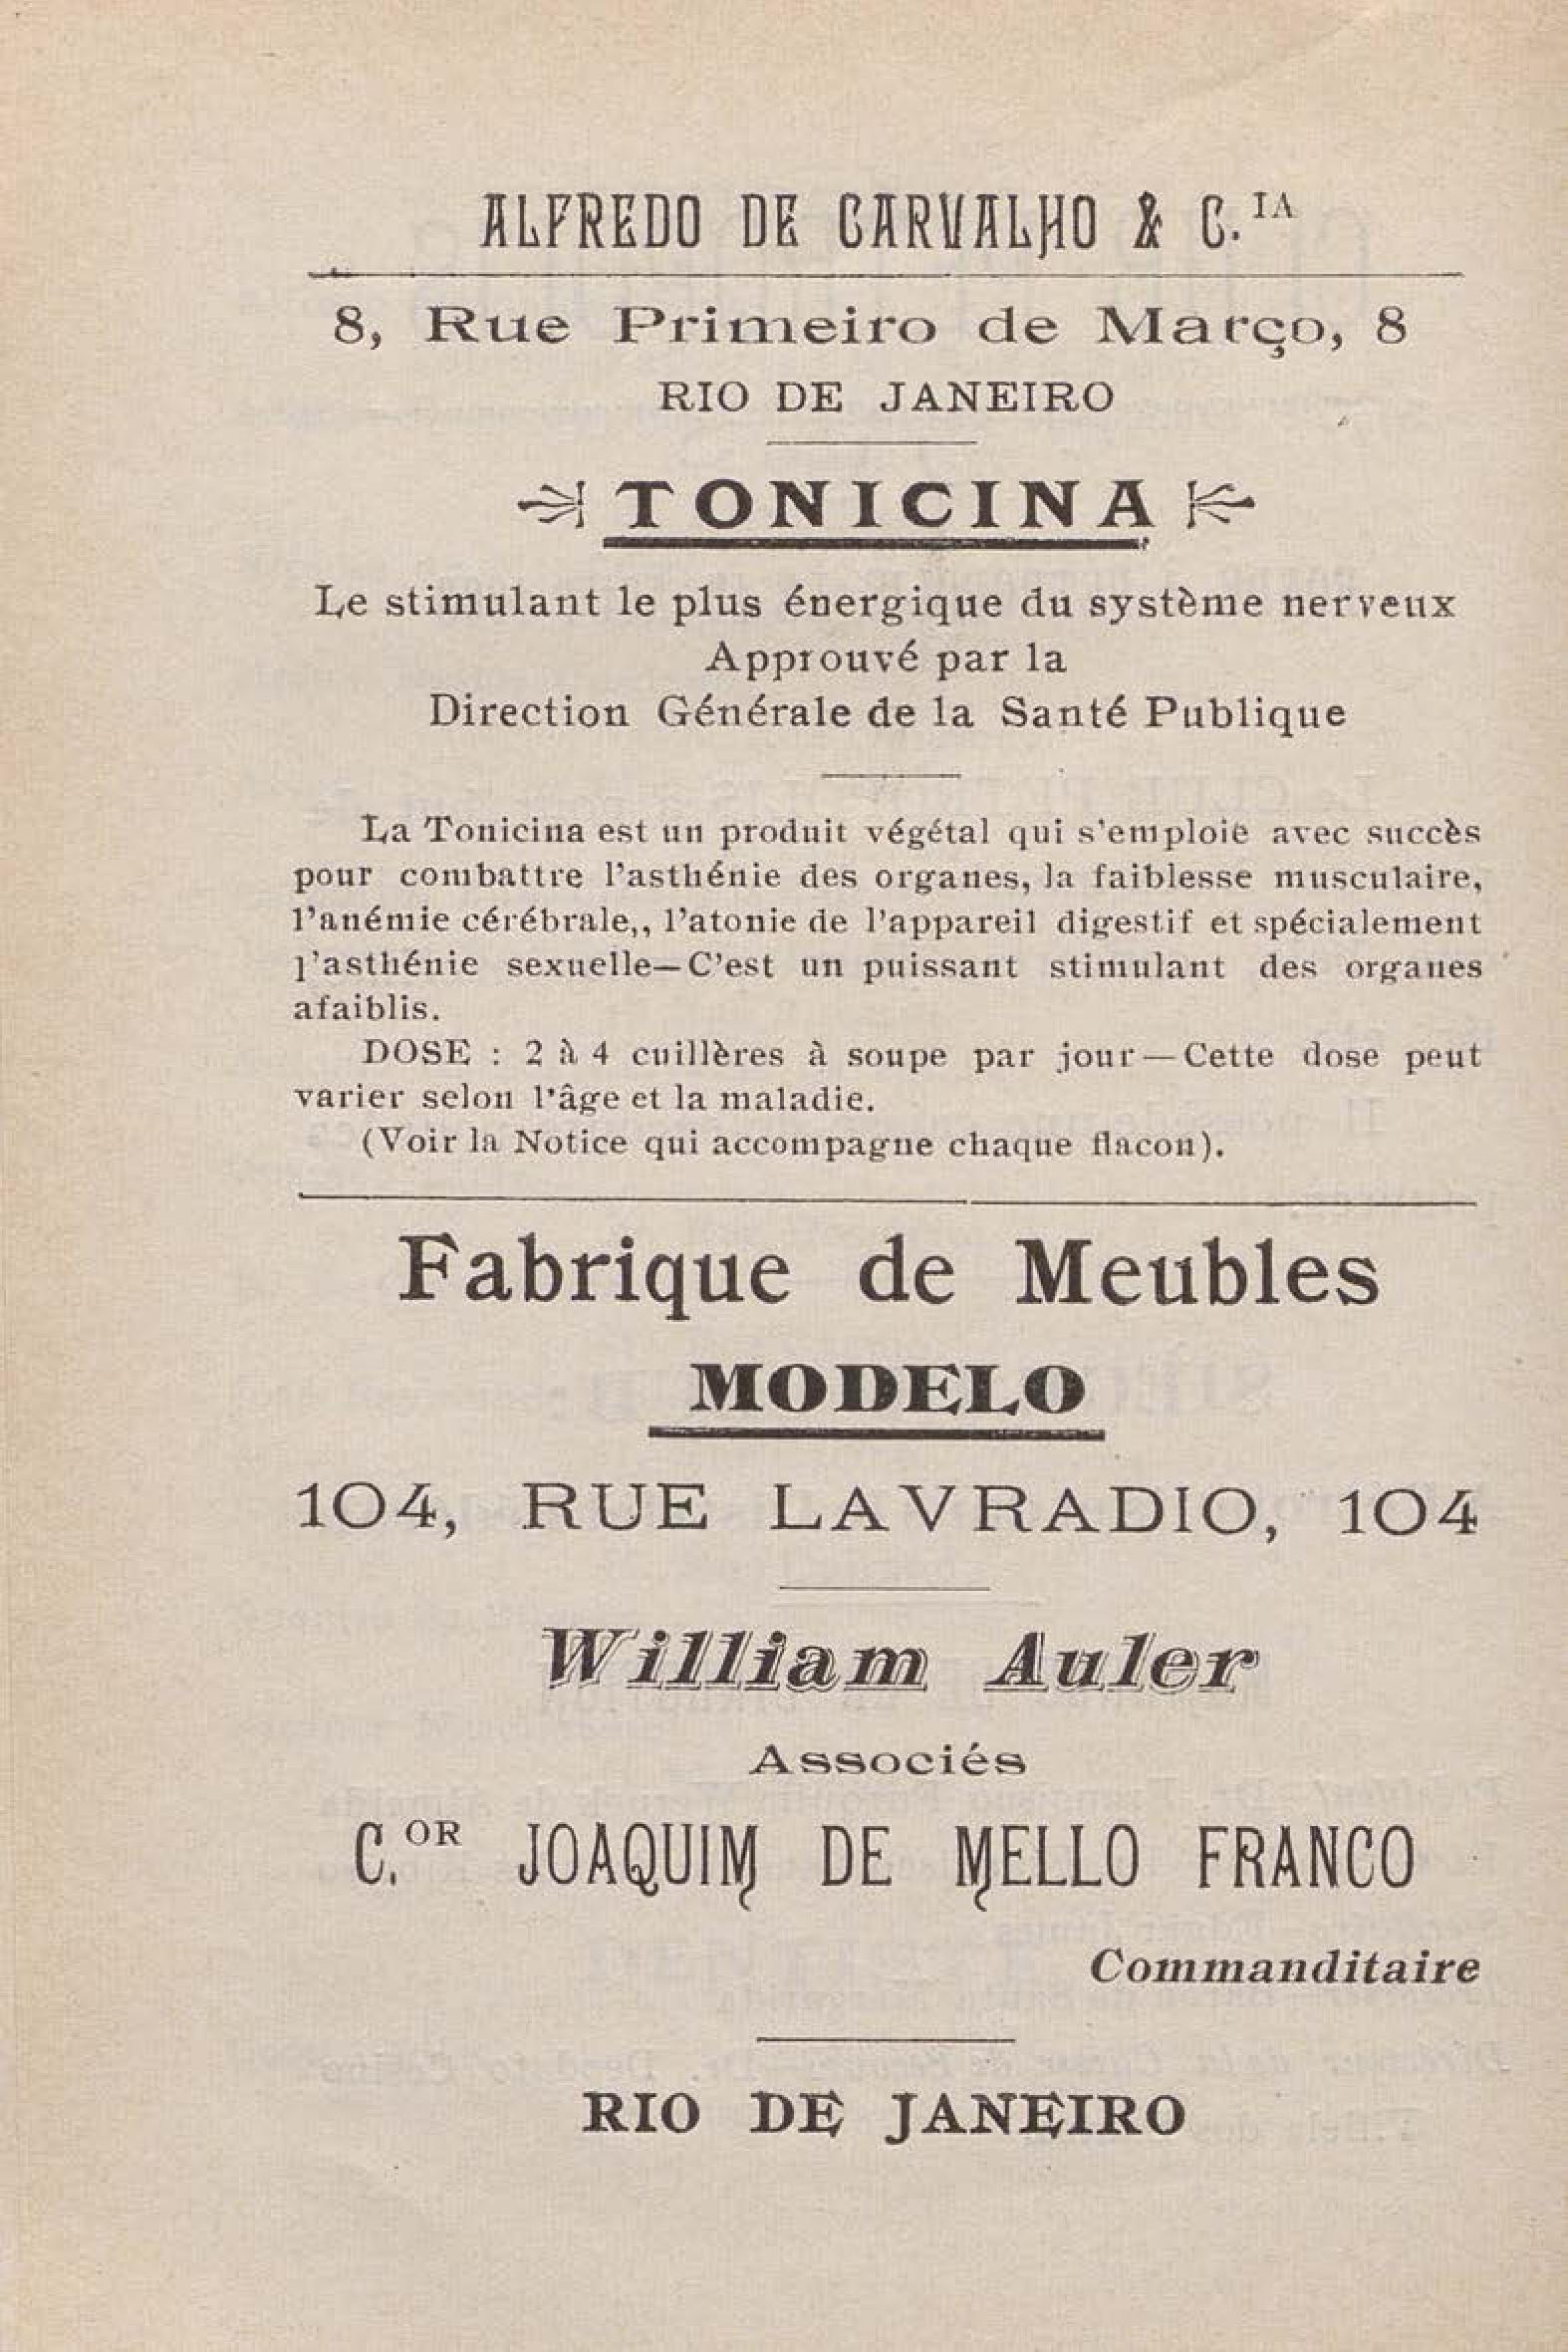 ALFREDO DE CARVALHO & C.IA
8, Rue Primeiro de Março, 8
RIO DE JANEIRO
TONICINA
Le stimulant le plus énergique du système nerveux
Approuvé par la
Direction Générale de la Santé Publique
La Tonicina est un produit végétal qui s'emploie avec succès
pour combattre l'asthénie des organes, la faiblesse musculaire,
l'anémie cérébrale,, l'atonie de l'appareil digestif et spécialement
l'asthénie sexuelle—C'est un puissant stimulant des organes
afaiblis.
DOSE : 2 à 4 cuillères à soupe par jour—Cette dose peut
varier selon l'âge et la maladie.
(Voir la Notice qui accompagne chaque flacon).
Fabrique de Meubles
MODELO
104, RUE LAVRADIO, 104
William Auler
Associés
C.OR JOAQUIM DE MELLO FRANCO
Commanditaire
RIO DE JANEIRO